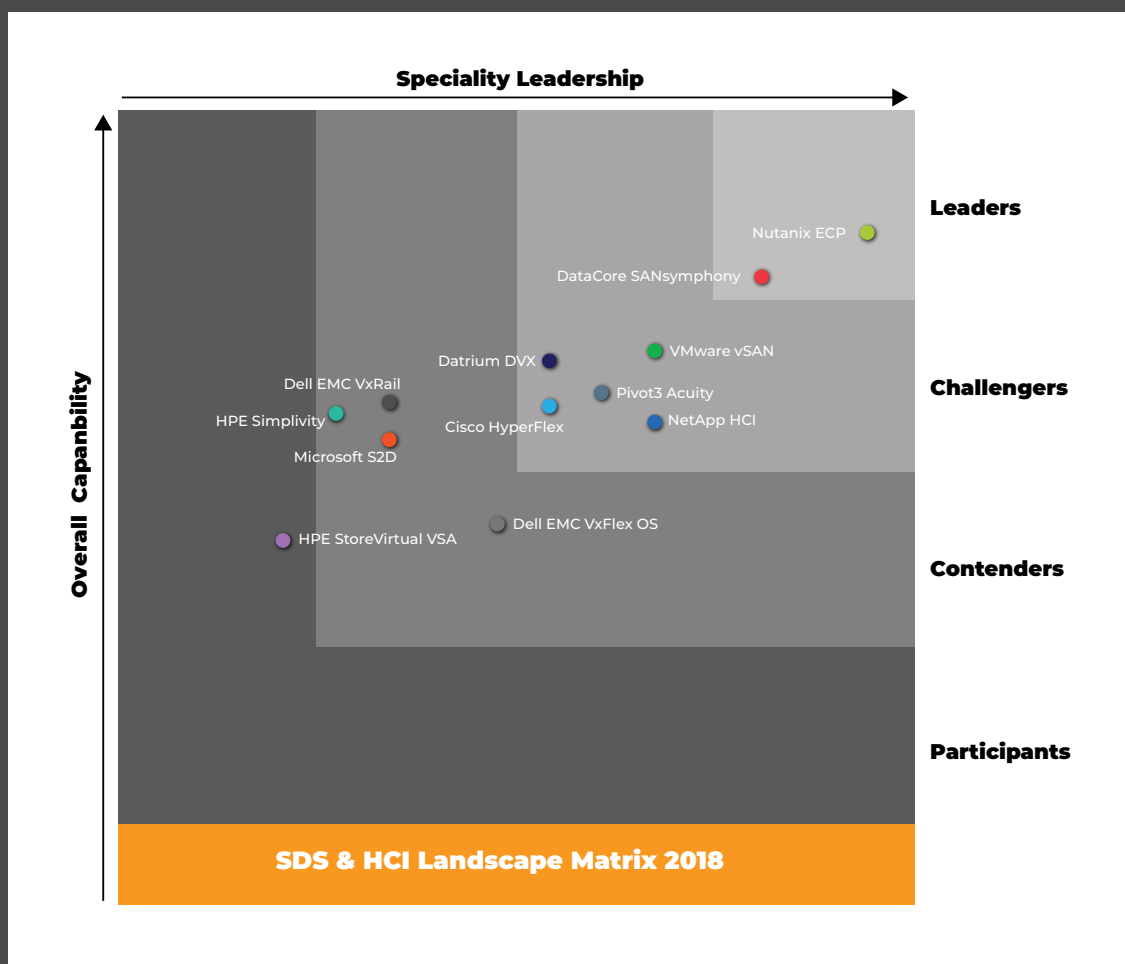 Speciality Leadership
Overall Capanbility
Leaders
Nutanix ECP
DataCore SANsymphony
VMware vSAN
Datrium DVX
Challengers
Dell EMC VxRail
Pivot3 Acuity
HPE Simplivity
NetApp HCI
Cisco HyperFlex
Microsoft S2D
Dell EMC VxFlex OS
HPE StoreVirtual VSA
Contenders
Participants
SDS & HCI Landscape Matrix 2018